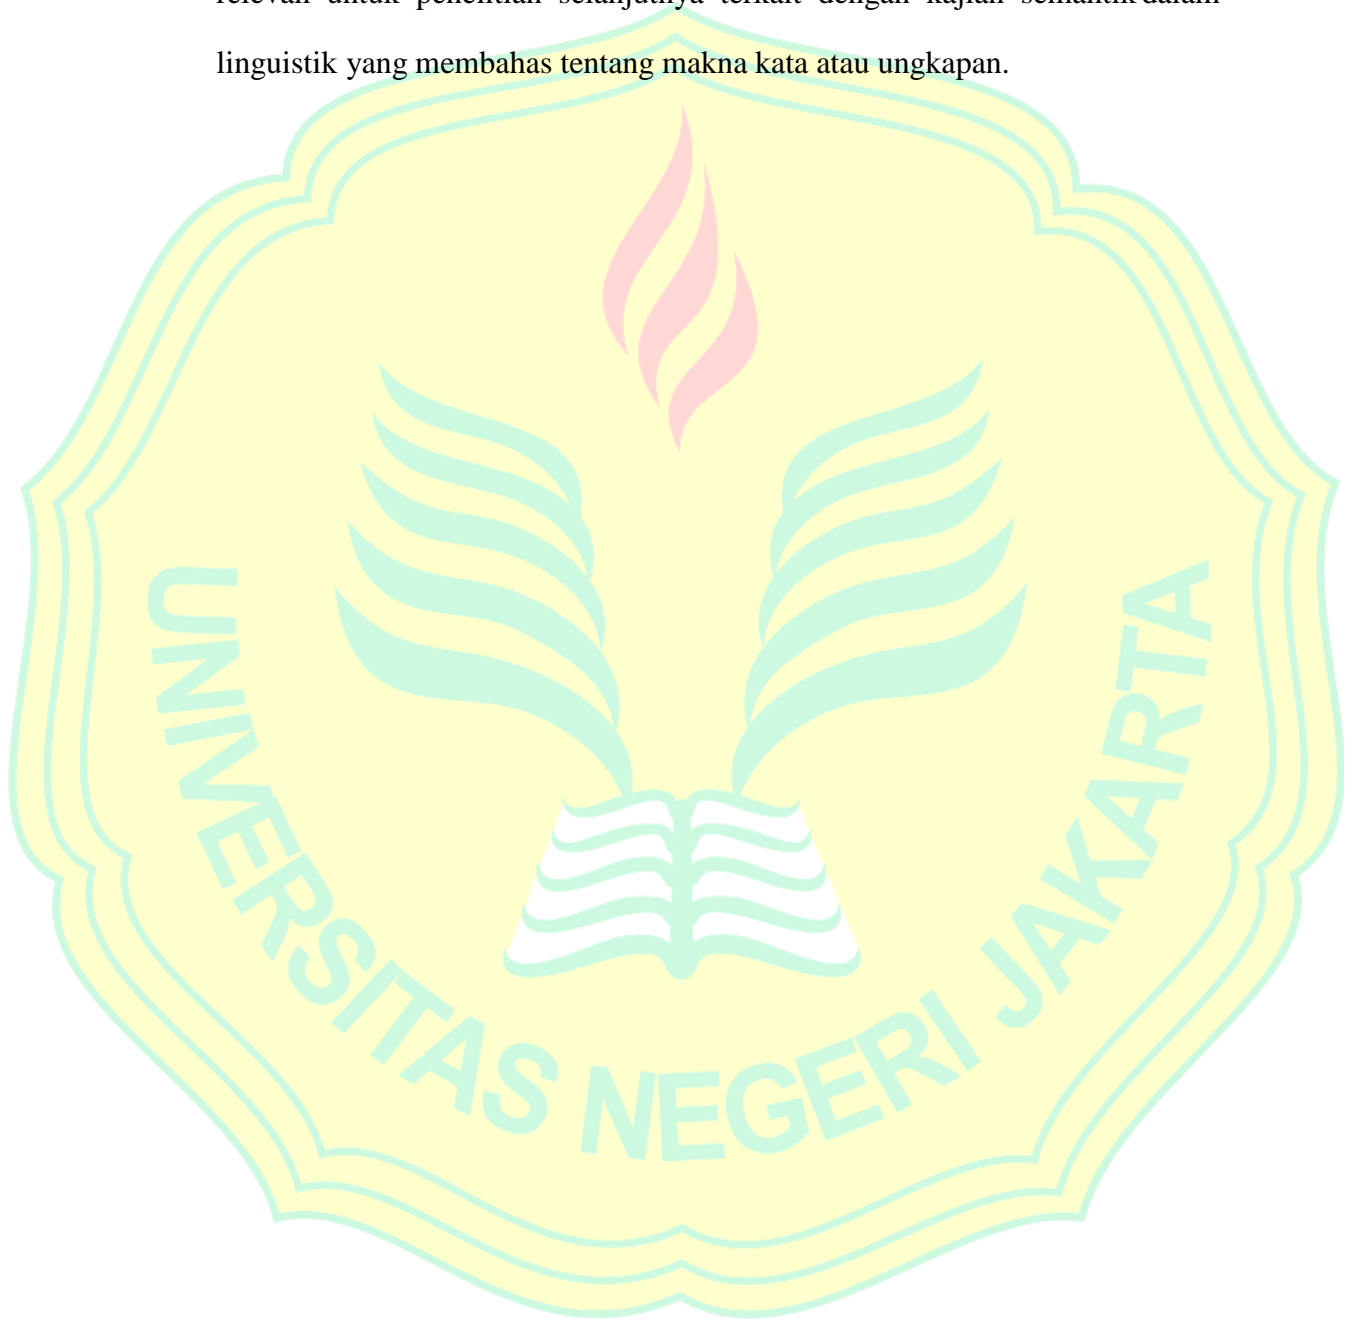 relevan untuk penelitian selanjutnya terkait dengan kajian semantik dalam
linguistik yang membahas tentang makna kata atau ungkapan.
UNIVERSITAS NEGERI JAKARTA